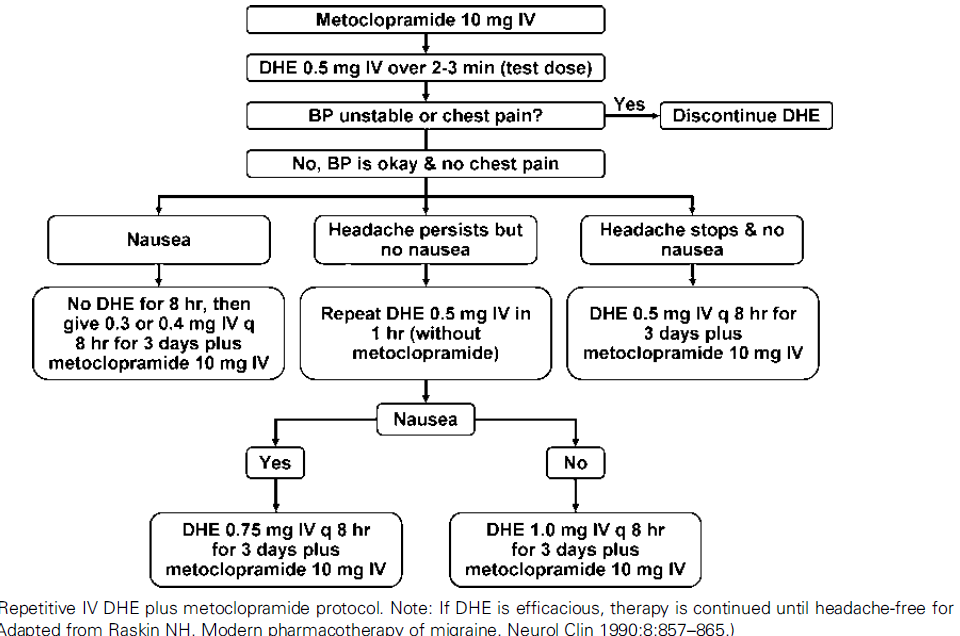 Metoclopramide 10 mg IV
DHE 0.5 mg IV over 2-3 min (test dose)
BP unstable or chest pain?
Yes
Discontinue DHE
No, BP is okay & no chest pain
Nausea
Headache persists but
no nausea
Headache stops & no
nausea
No DHE for 8 hr, then
give 0.3 or 0.4 mg IV q
8 hr for 3 days plus
metoclopramide 10 mg IV
Repeat DHE 0.5 mg IV in
1 hr (without
metoclopramide)
DHE 0.5 mg IV q 8 hr for
3 days plus
metoclopramide 10 mg IV
Nausea
Yes
No
DHE 0.75 mg IV q 8 hr
for 3 days plus
metoclopramide 10 mg IV
DHE 1.0 mg IV q 8 hr
for 3 days plus
metoclopramide 10 mg IV
Repetitive IV DHE plus metoclopramide protocol. Note: If DHE is efficacious, therapy is continued until headache-free for
Adapted from Raskin NH. Modern pharmacotherapy of migraine. Neurol Clin 1990:8:857–865.)